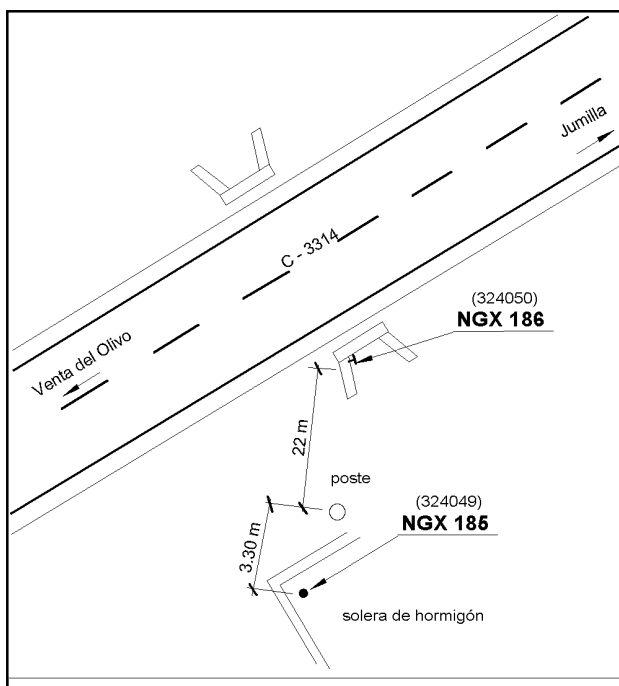 Jumilla
C - 3314
(324050)
NGX 186
Venta del Olivo
22 m
poste
(324049)
NGX 185
3.30 m
solera de hormigón